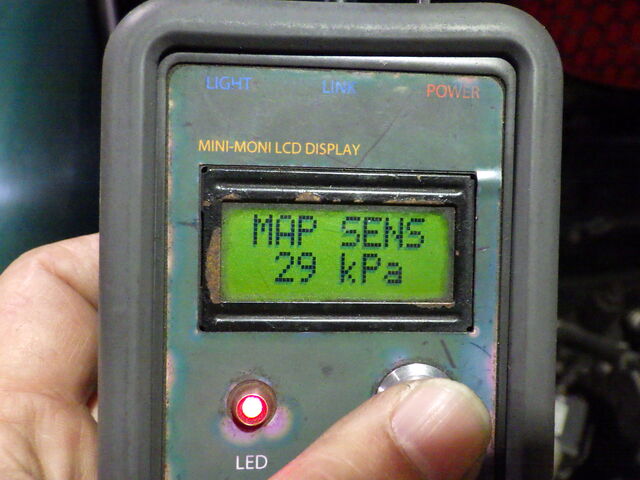 LIGHT LINK POWER
MINI-MONI LCD DISPLAY
MAP SENS
29 kPa
LED